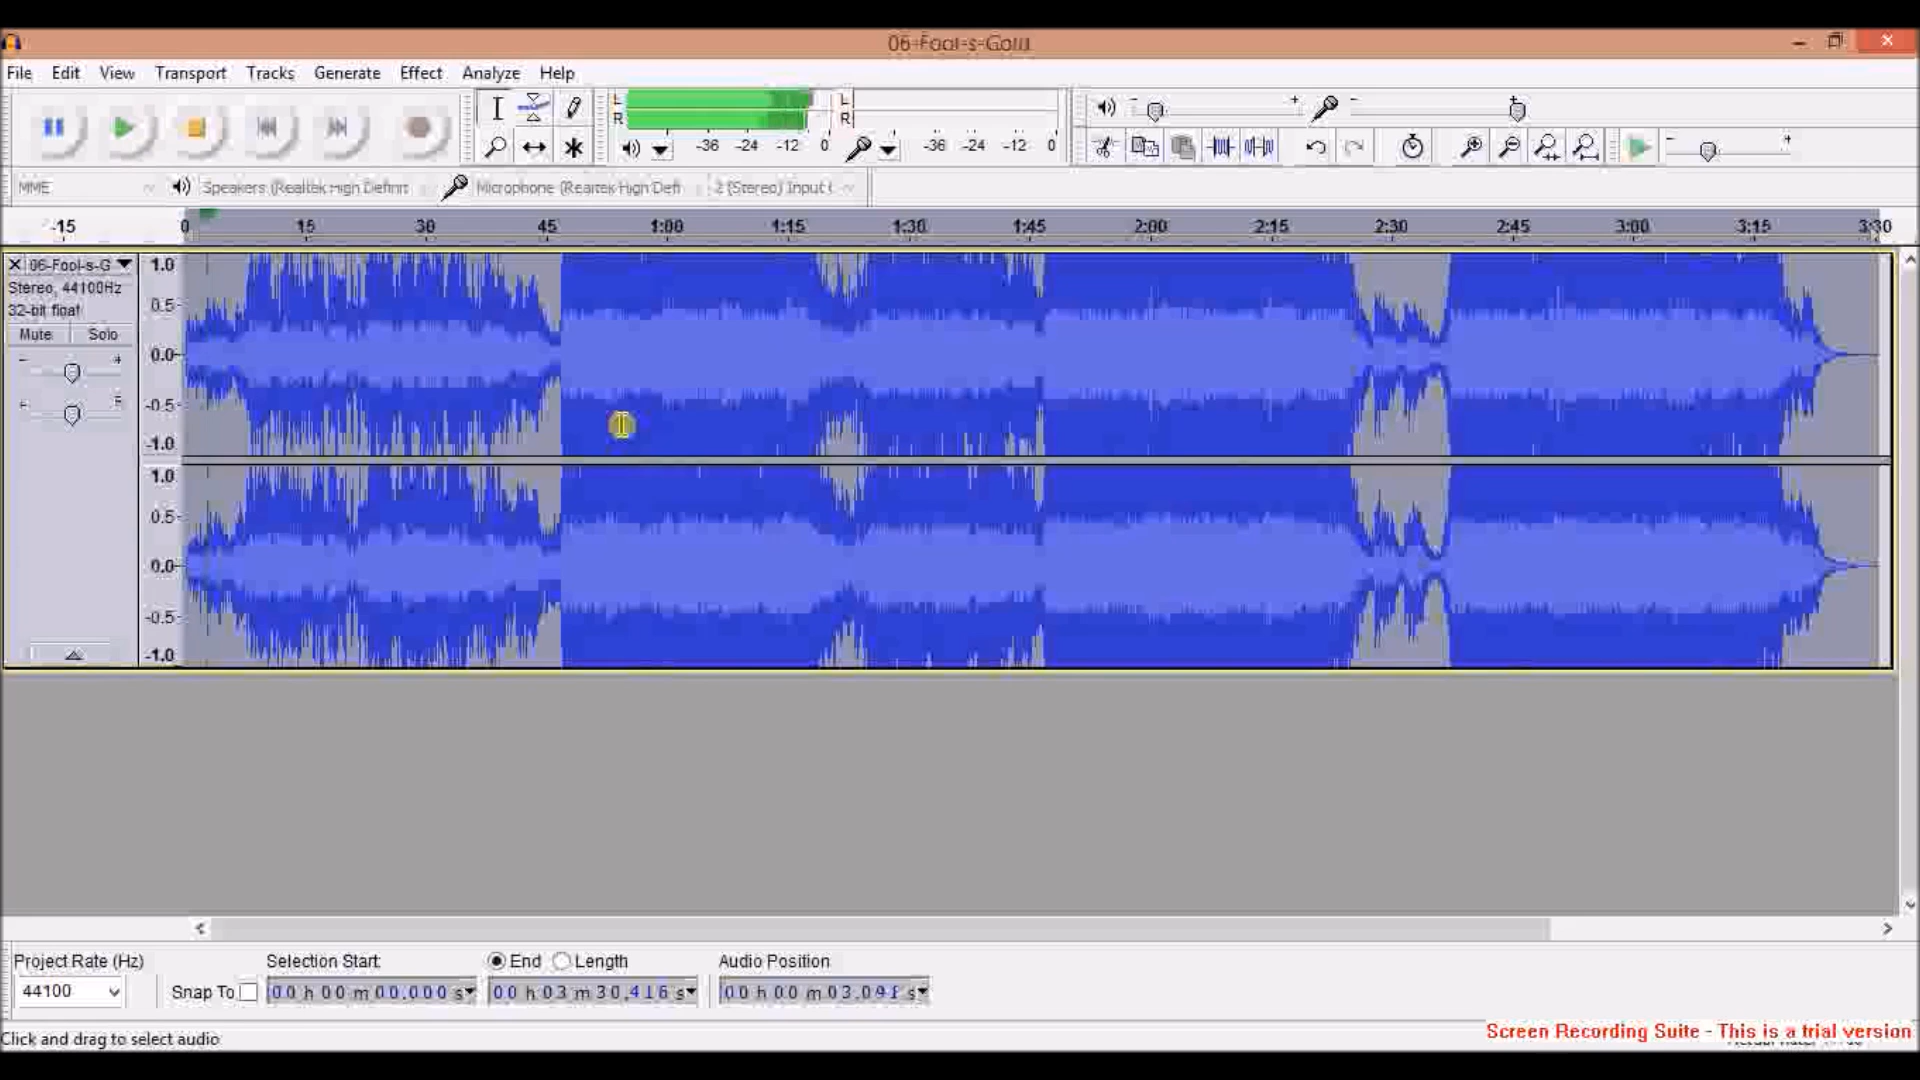 06-Fool-s-Gold
File Edit View Transport Tracks Generate Effect Analyze Help
L
R
-36 -24 -12 0
L
R
-36 -24 -12 0
MME Speakers (Realtek High Definit Microphone (Realtek High Defi 2 (Stereo) Input
-15 0 15 30 45 1:00 1:15 1:30 1:45 2:00 2:15 2:30 2:45 3:00 3:15 3:30
06-Fool-s-G
Stereo, 44100Hz
32-bit float
Mute Solo
1.0
0.5
0.0
-0.5
-1.0
1.0
0.5
0.0
-0.5
-1.0
Project Rate (Hz) Selection Start End Length Audio Position
44100 Snap To 00 h 00 m 00.000 s 00 h 03 m 30.416 s 00 h 00 m 03.091 s
Click and drag to select audio
Screen Recording Suite - This is a trial version